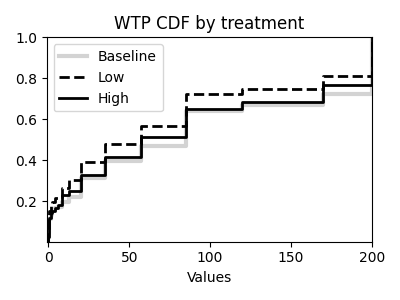 WTP CDF by treatment
1.0
0.8
0.6
0.4
0.2
Baseline
Low
High
0 50 100 150 200
Values